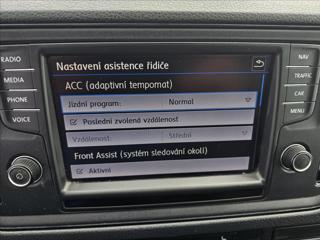 Nastavení asistence řidiče
ACC (adaptivní tempomat)
Jízdní program: Normal
Poslední zvolená vzdálenost
Vzdálenost: Střední
Front Assist (systém sledování okolí)
Aktivní
RADIO
MEDIA
PHONE
VOICE
NAV
TRAFFIC
CAR
MENU